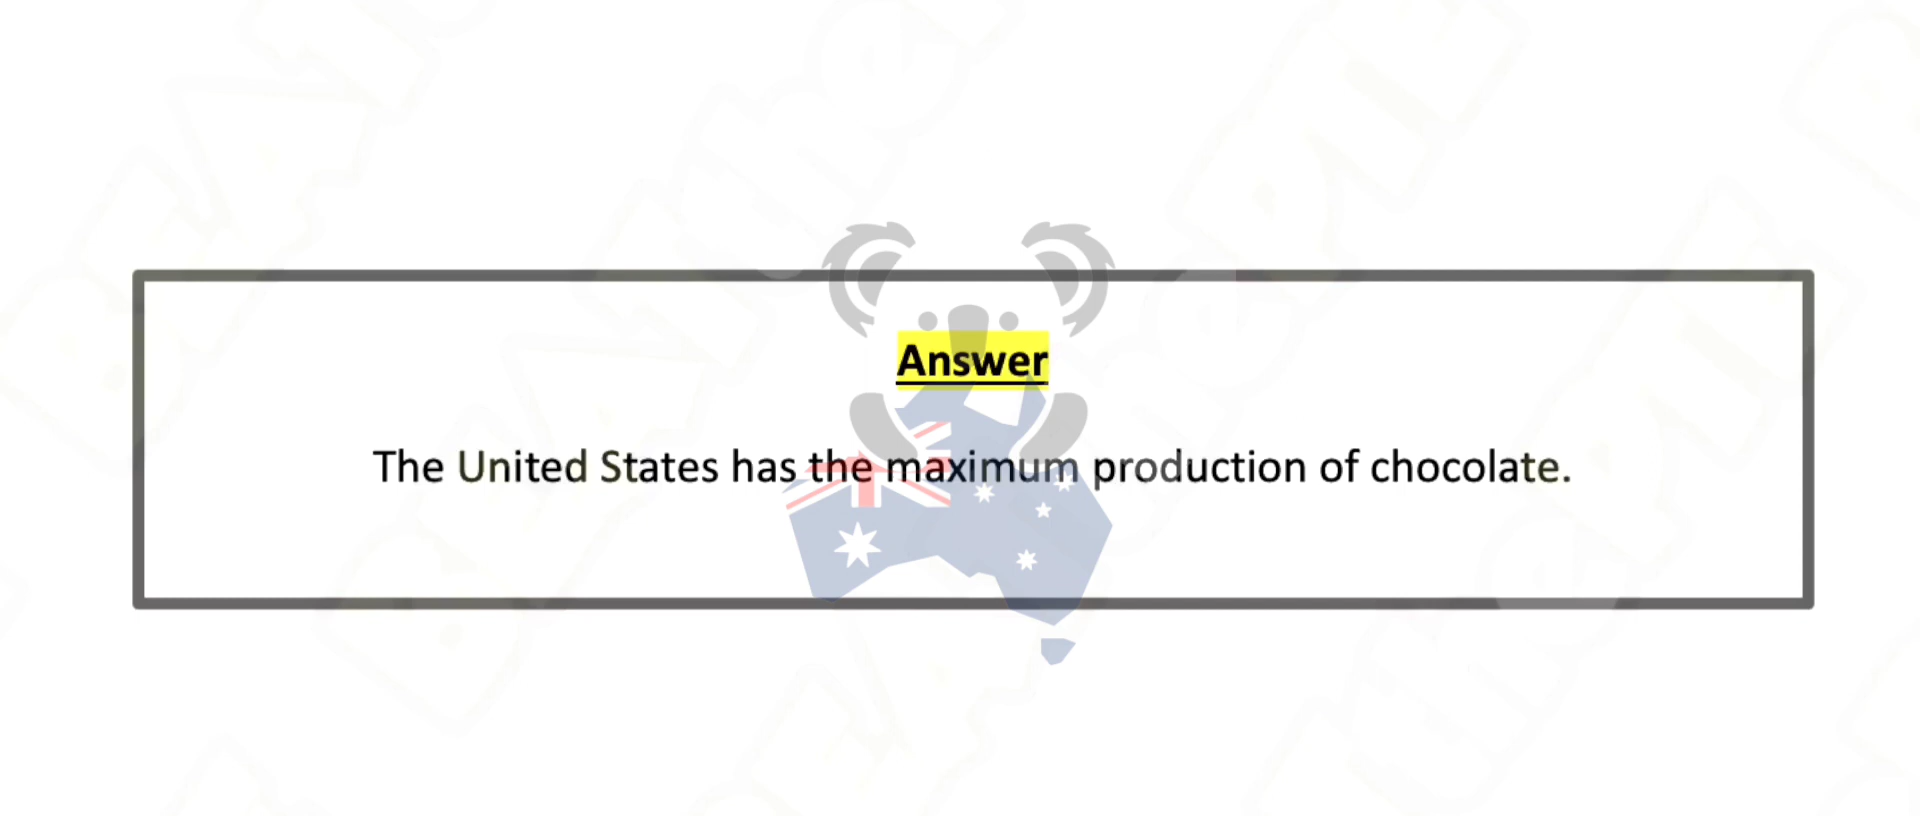 Answer
The United States has the maximum production of chocolate.